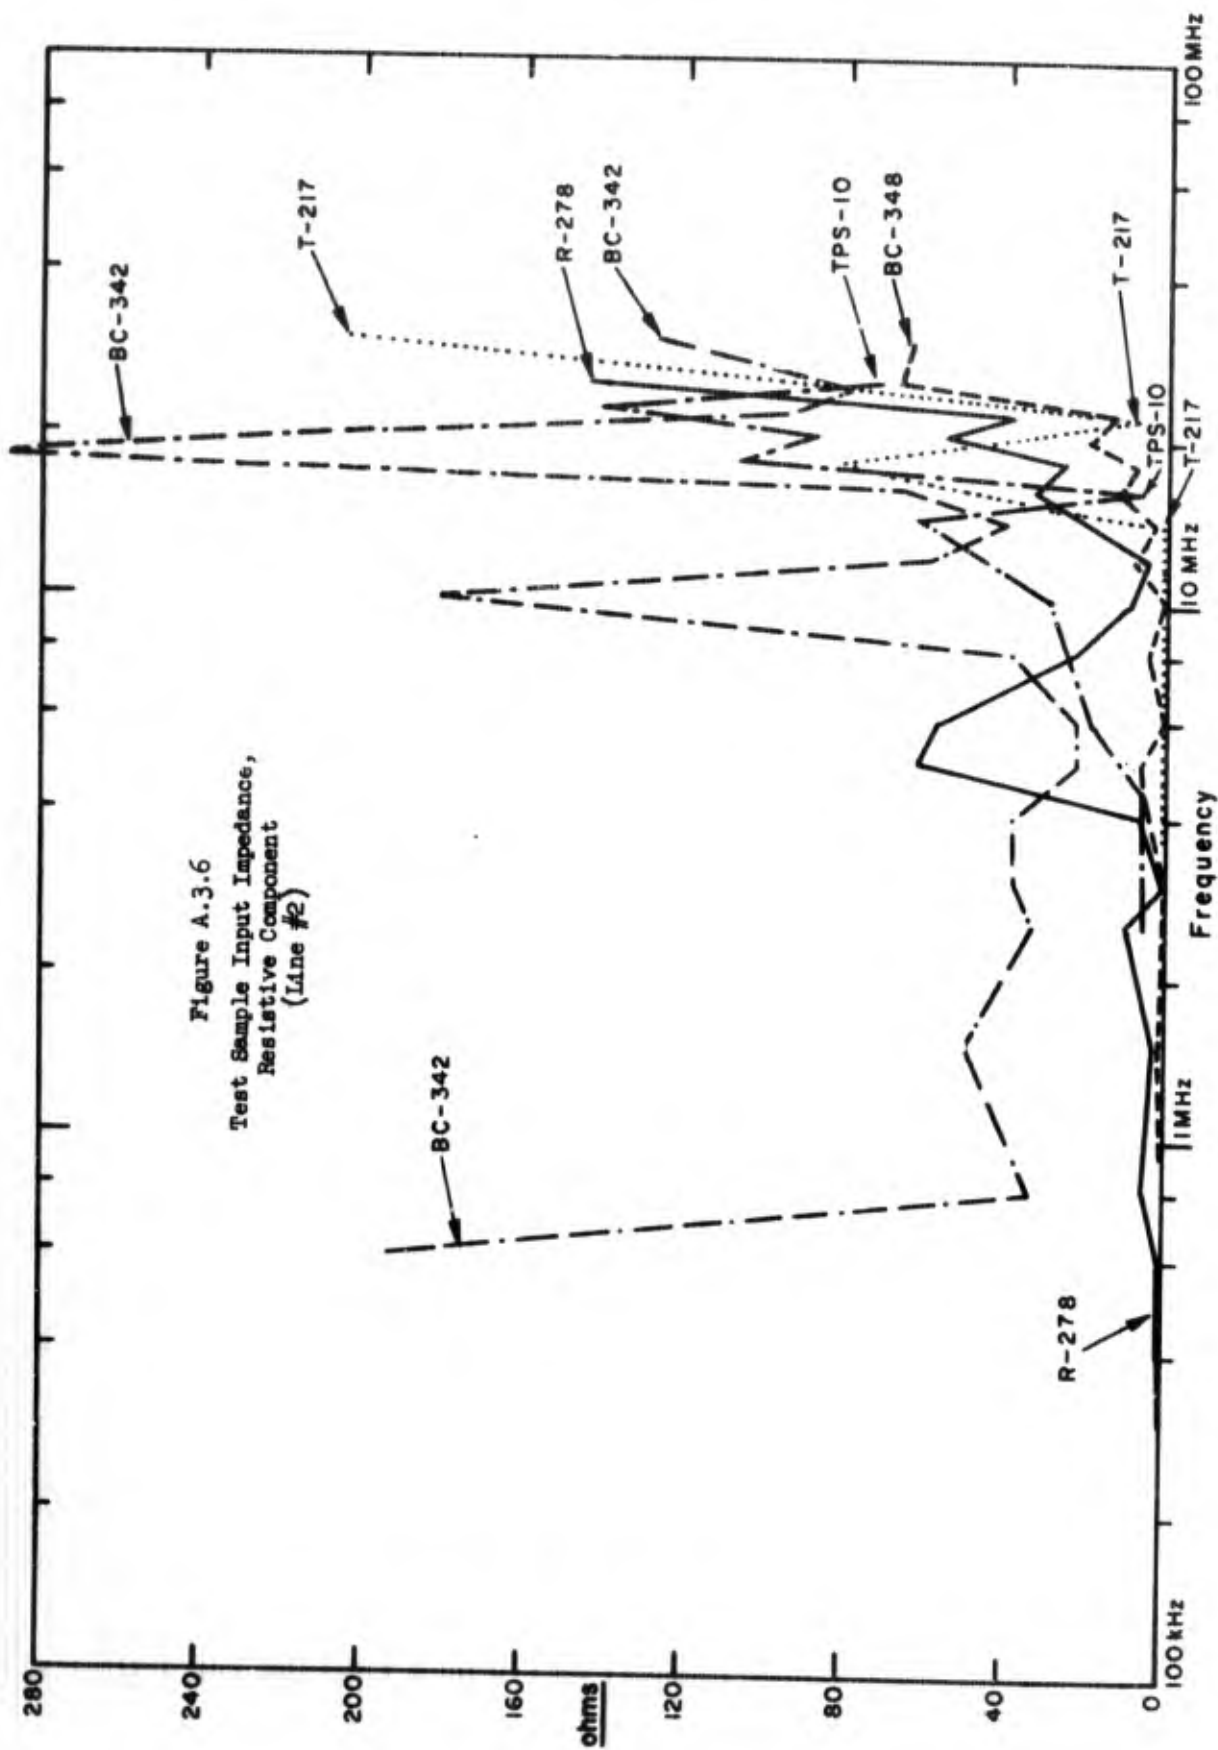 Figure A.3.6
Test Sample Input Impedance,
Resistive Component
(Line #2)
280
240
200
160
ohms
120
80
40
0
100 kHz
1 MHz
10 MHz
100 MHz
Frequency
BC-342
R-278
BC-342
T-217
R-278
BC-342
TPS-10
BC-348
T-217
TPS-10
T-217